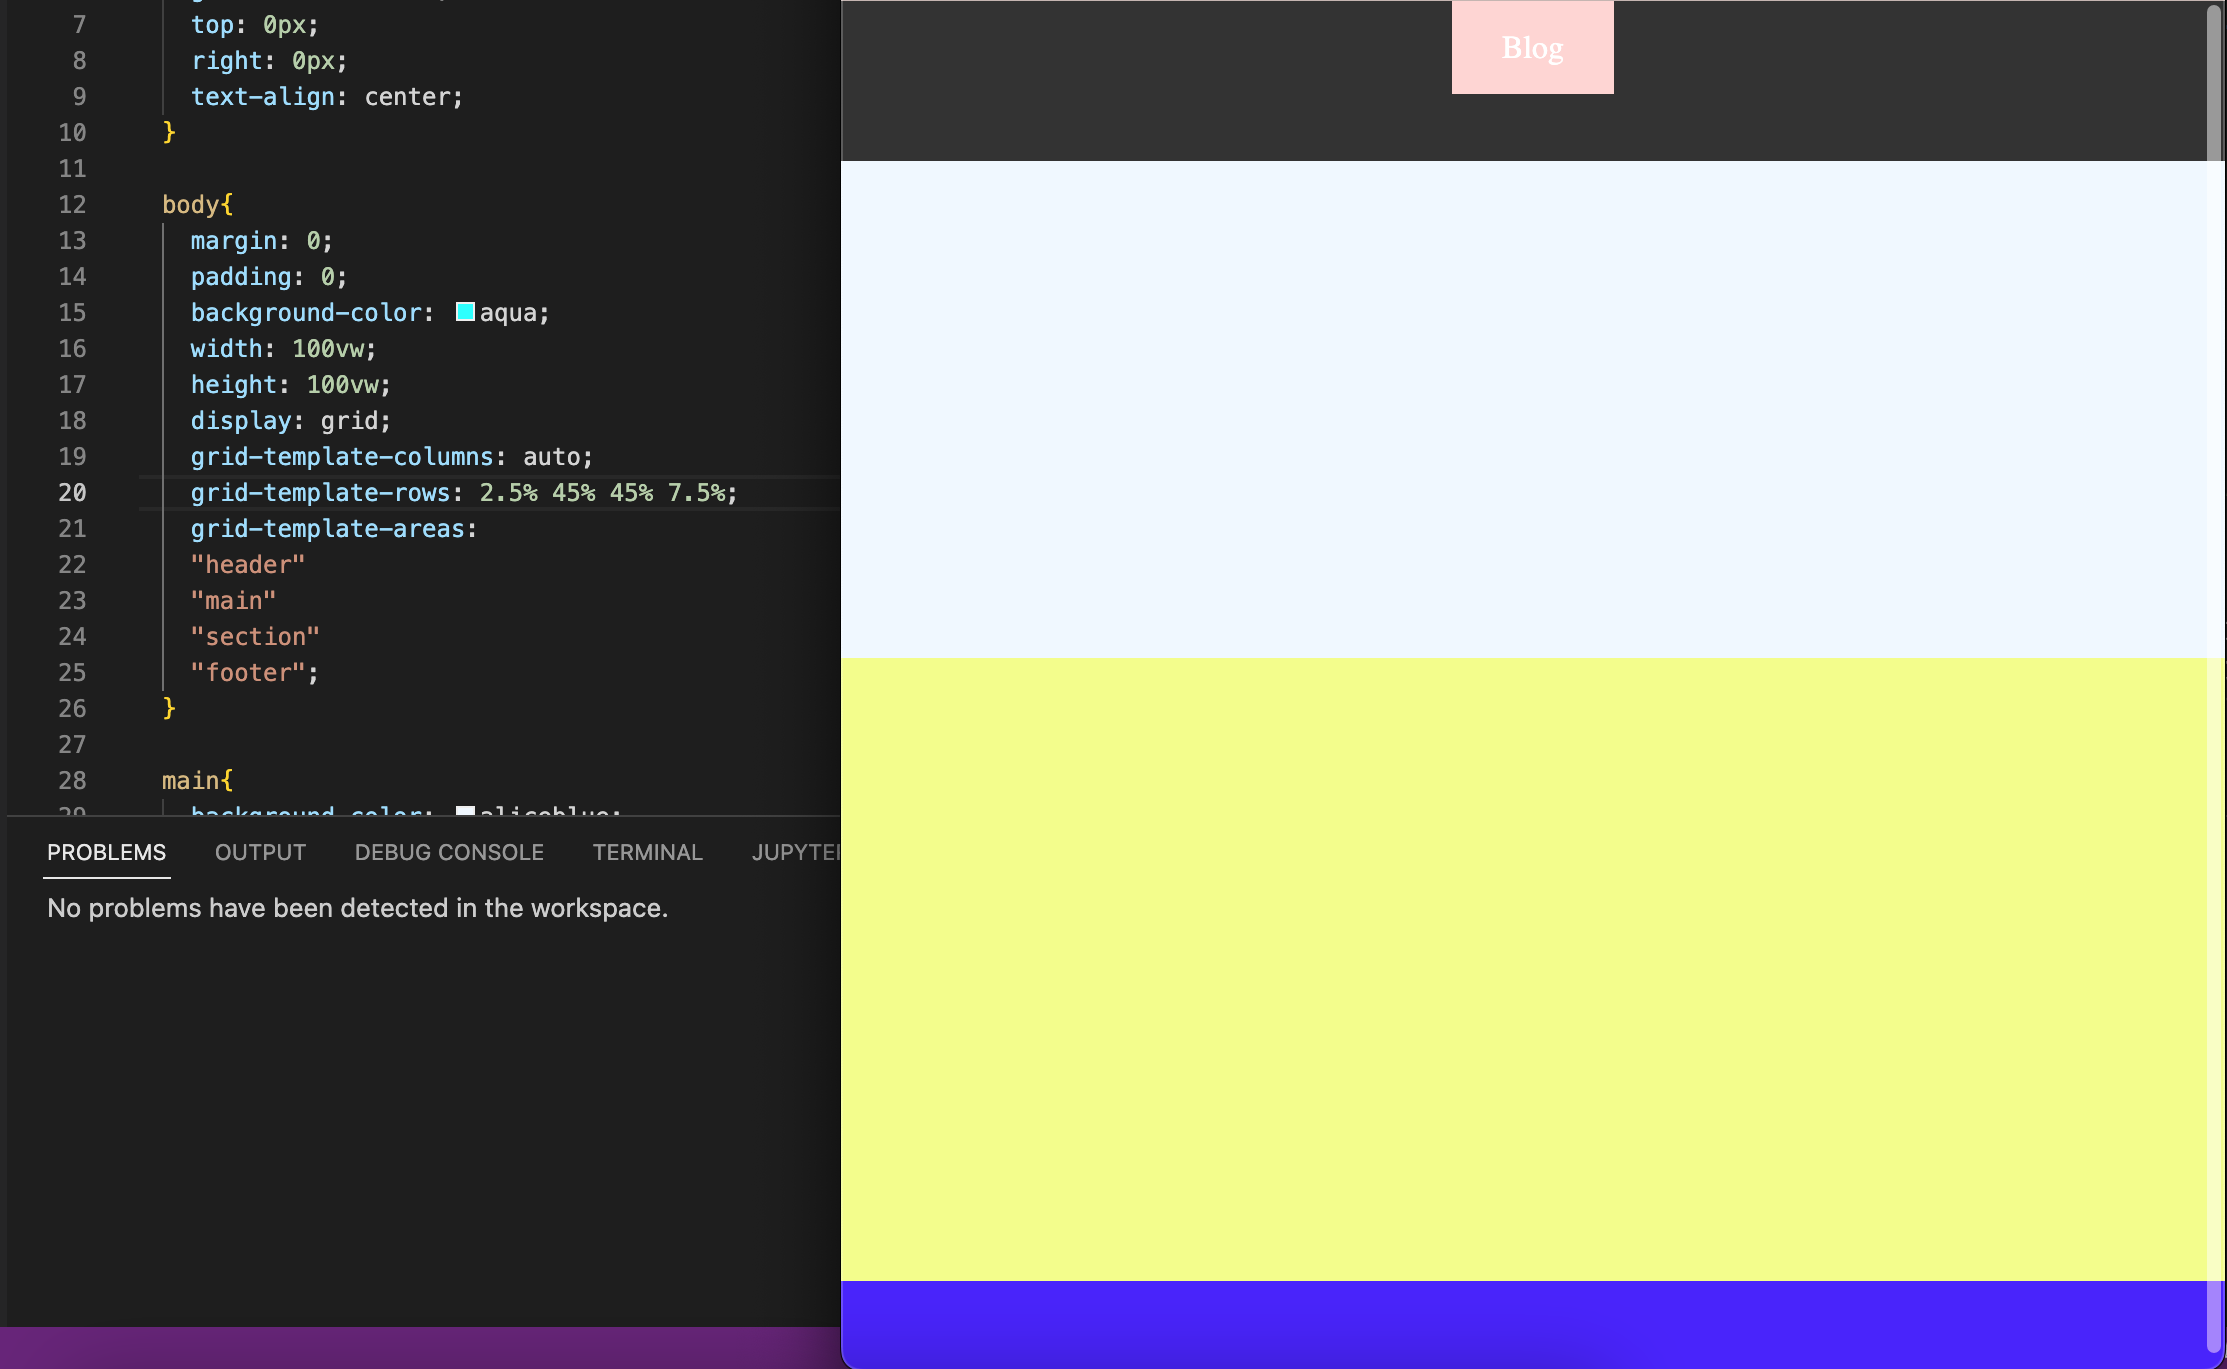 7 top: 0px;
8 right: 0px;
9 text-align: center;
10 }
11
12 body{
13 margin: 0;
14 padding: 0;
15 background-color: aqua;
16 width: 100vw;
17 height: 100vw;
18 display: grid;
19 grid-template-columns: auto;
20 grid-template-rows: 2.5% 45% 45% 7.5%;
21 grid-template-areas:
22 "header"
23 "main"
24 "section"
25 "footer";
26 }
27
28 main{
29 background-color: aliceblue;
PROBLEMS OUTPUT DEBUG CONSOLE TERMINAL JUPYTE
No problems have been detected in the workspace.
Blog